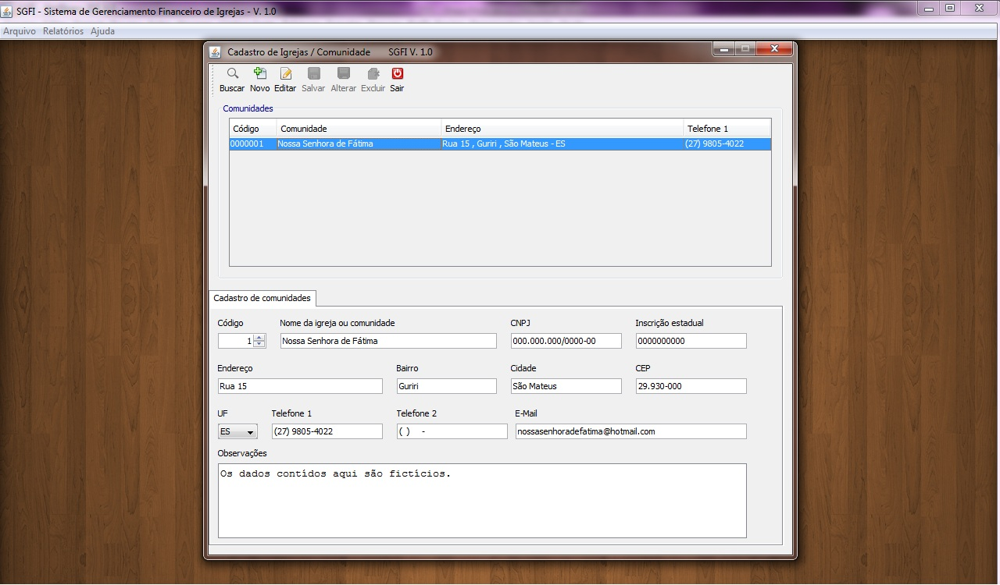 SGFI - Sistema de Gerenciamento Financeiro de Igrejas - V. 1.0
Arquivo Relatórios Ajuda
Cadastro de Igrejas / Comunidade SGFI V. 1.0
Buscar Novo Editar Salvar Alterar Excluir Sair
Comunidades
Código Comunidade Endereço Telefone 1
0000001 Nossa Senhora de Fátima Rua 15 , Guriri , São Mateus - ES (27) 9805-4022
Cadastro de comunidades
Código Nome da igreja ou comunidade CNPJ Inscrição estadual
1 Nossa Senhora de Fátima 000.000.000/0000-00 0000000000
Endereço Bairro Cidade CEP
Rua 15 Guriri São Mateus 29.930-000
UF Telefone 1 Telefone 2 E-Mail
ES (27) 9805-4022 ( ) - nossasenhoradefatima@hotmail.com
Observações
Os dados contídos aqui são fictícios.